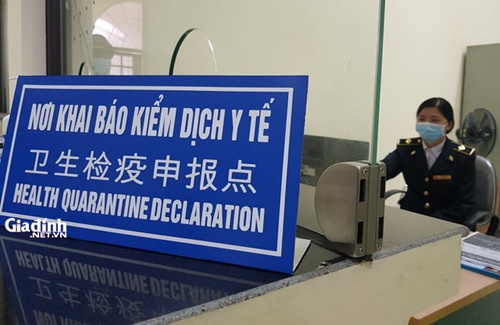 NƠI KHAI BÁO KIỂM DỊCH Y TẾ
卫生检疫申报点
HEALTH QUARANTINE DECLARATION
Giadinh
.NET.VN